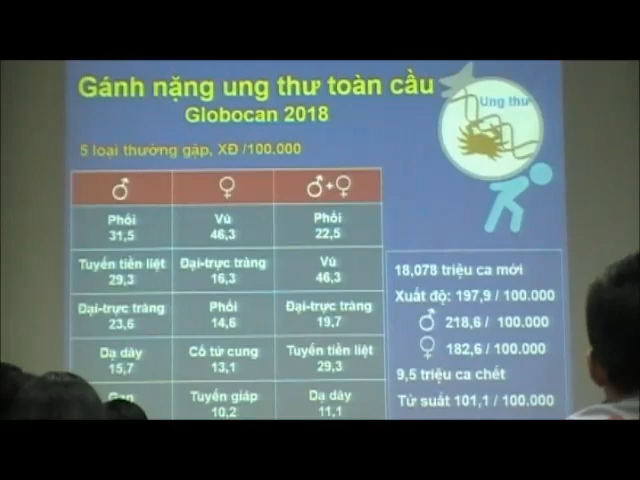 Gánh nặng ung thư toàn cầu
Globocan 2018
Ung thư
5 loại thường gặp, XĐ /100.000
♂ ♀ ♂+♀
Phổi Vú Phổi
31,5 46,3 22,5
Tuyến tiền liệt Đại-trực tràng Vú
29,3 16,3 46,3
Đại-trực tràng Phổi Đại-trực tràng
23,6 14,6 19,7
Dạ dày Cổ tử cung Tuyến tiền liệt
15,7 13,1 29,3
Gan Tuyến giáp Dạ dày
10,2 11,1
18,078 triệu ca mới
Xuất độ: 197,9 / 100.000
♂ 218,6 / 100.000
♀ 182,6 / 100.000
9,5 triệu ca chết
Tử suất 101,1 / 100.000